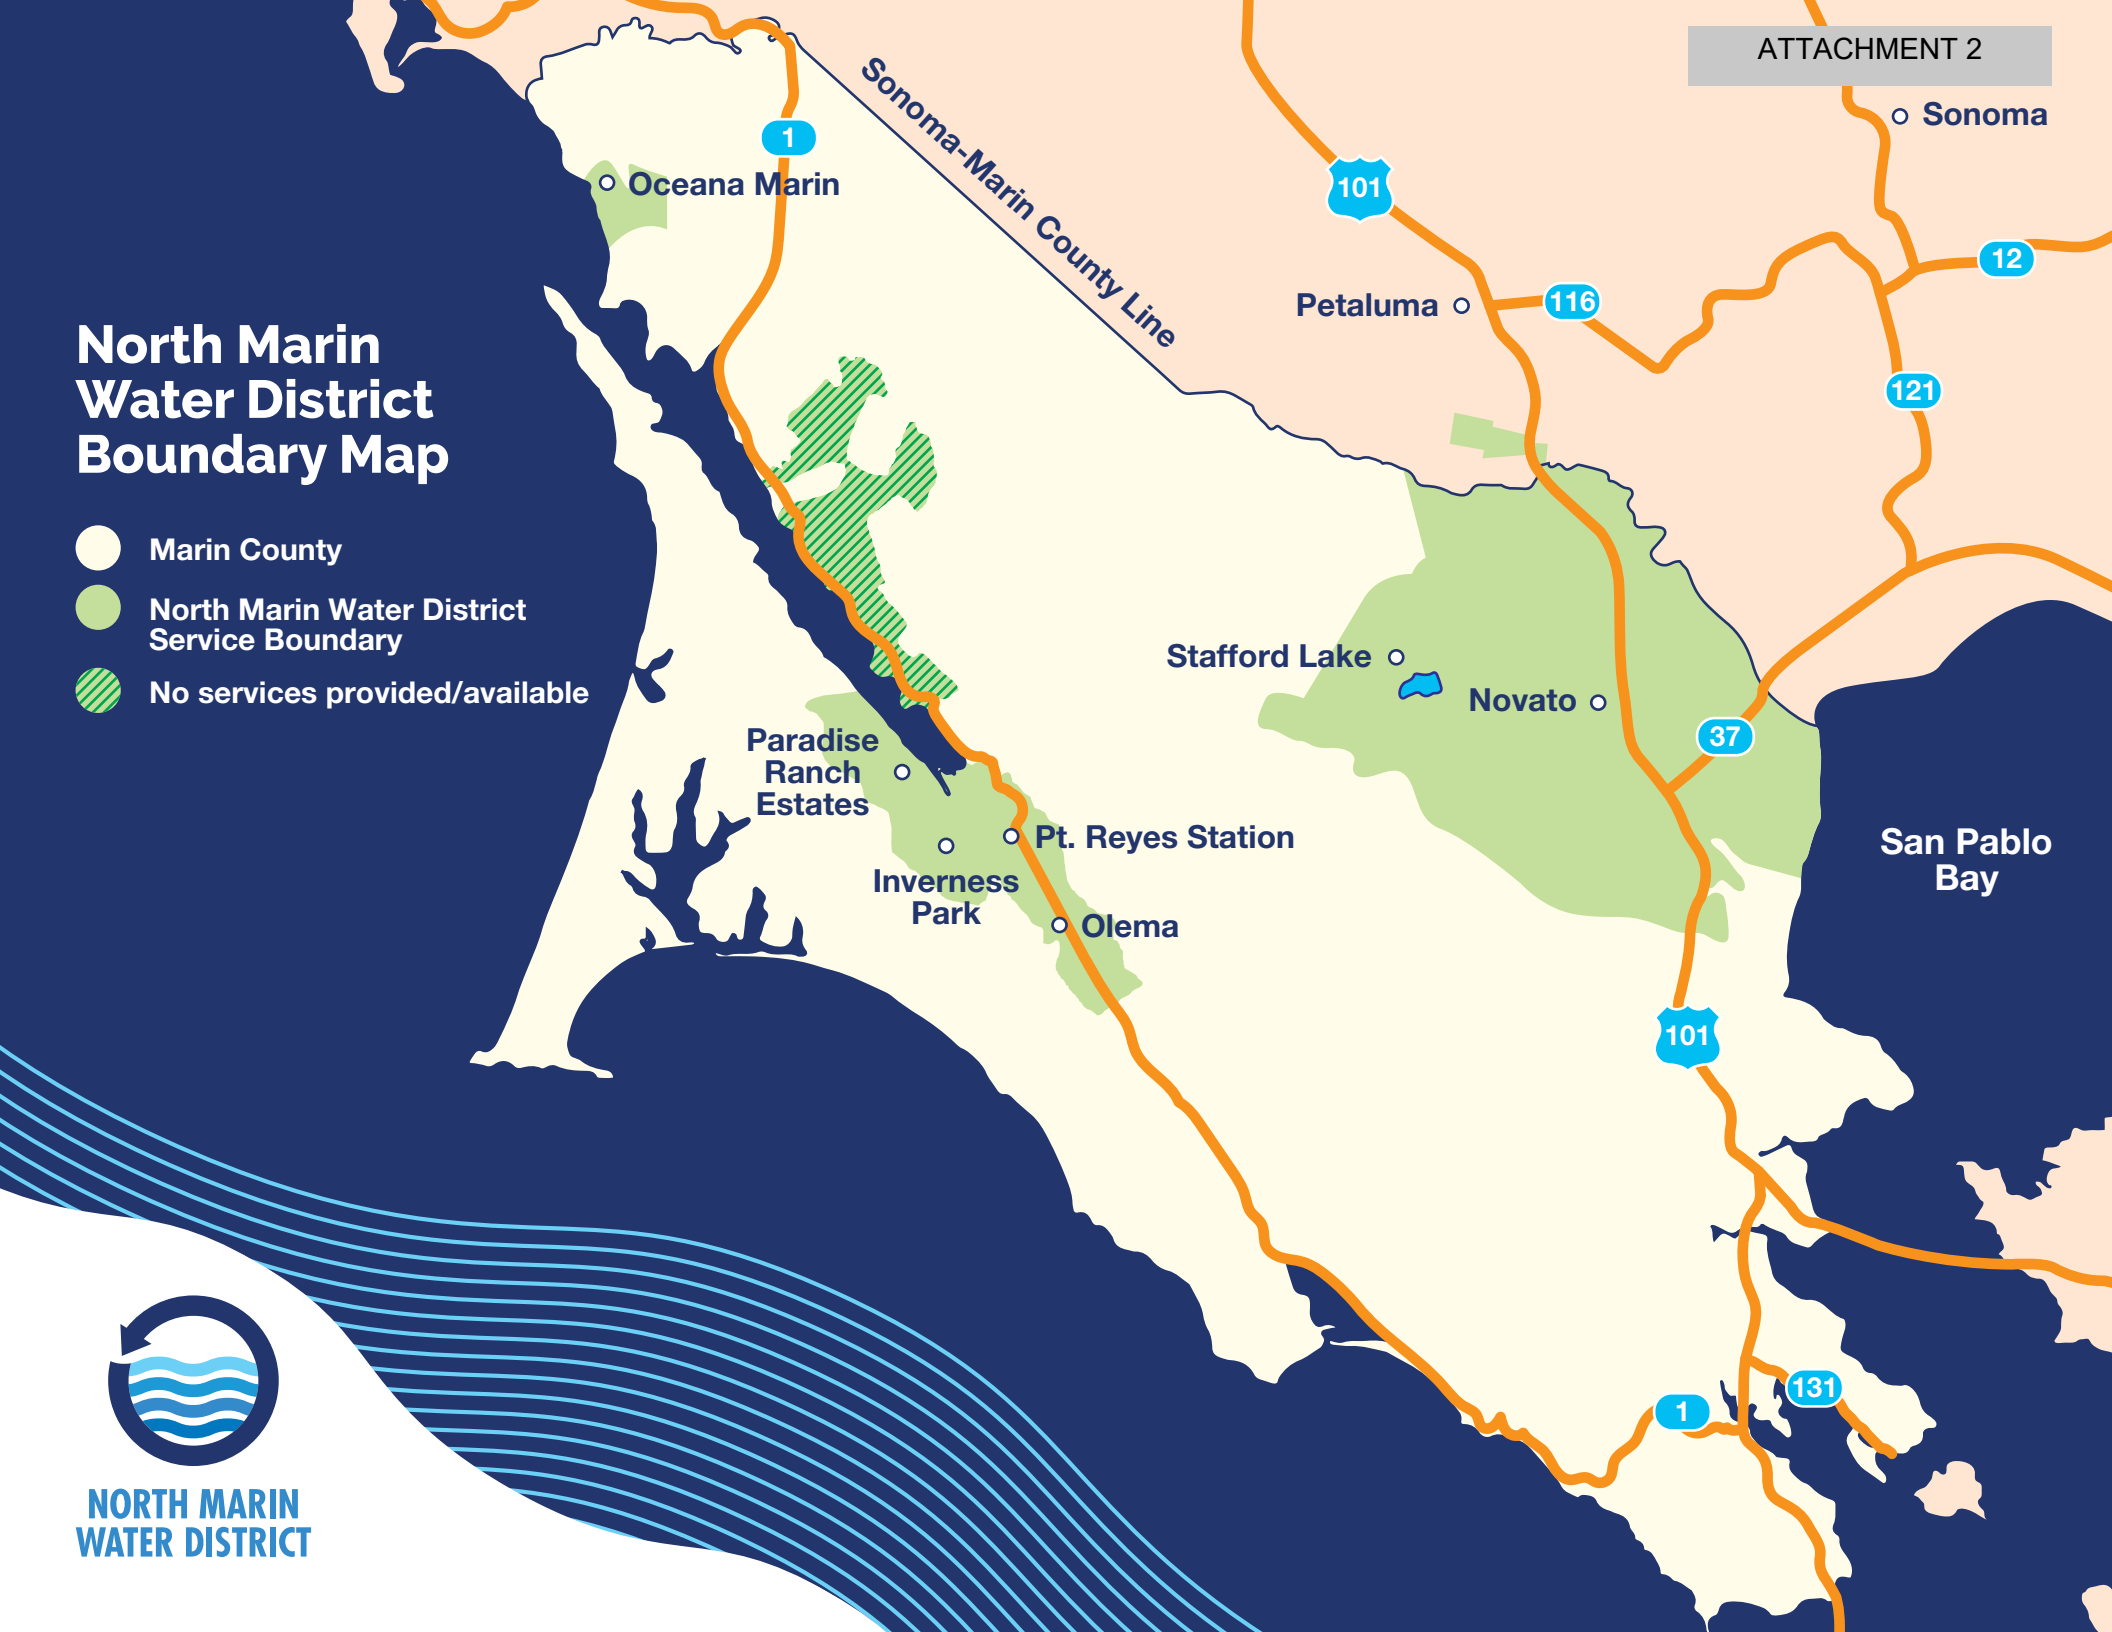 ATTACHMENT 2
Sonoma
Sonoma-Marin County Line
1
101
Oceana Marin
12
Petaluma
116
121
North Marin
Water District
Boundary Map
Marin County
North Marin Water District
Service Boundary
No services provided/available
Stafford Lake
Novato
37
Paradise
Ranch
Estates
Pt. Reyes Station
Inverness
Park
Olema
San Pablo
Bay
101
131
1
NORTH MARIN
WATER DISTRICT